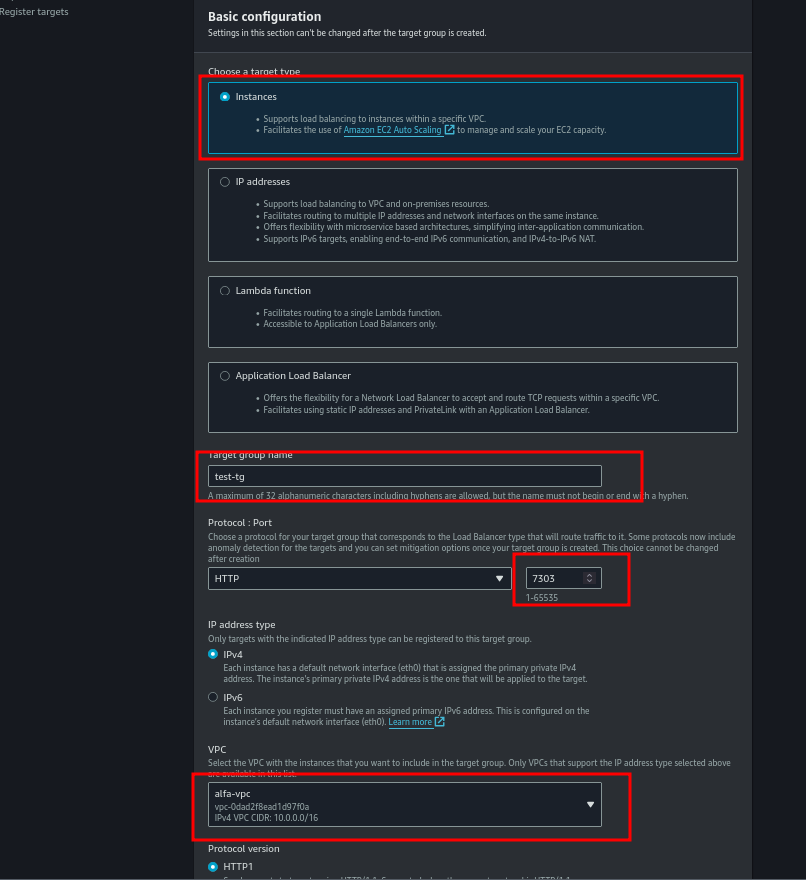 Register targets
Basic configuration
Settings in this section can't be changed after the target group is created.
Choose a target type
Instances
• Supports load balancing to instances within a specific VPC.
• Facilitates the use of Amazon EC2 Auto Scaling to manage and scale your EC2 capacity.
IP addresses
• Supports load balancing to VPC and on-premises resources.
• Facilitates routing to multiple IP addresses and network interfaces on the same instance.
• Offers flexibility with microservice based architectures, simplifying inter-application communication.
• Supports IPv6 targets, enabling end-to-end IPv6 communication, and IPv4-to-IPv6 NAT.
Lambda function
• Facilitates routing to a single Lambda function.
• Accessible to Application Load Balancers only.
Application Load Balancer
• Offers the flexibility for a Network Load Balancer to accept and route TCP requests within a specific VPC.
• Facilitates using static IP addresses and PrivateLink with an Application Load Balancer.
Target group name
test-tg
A maximum of 32 alphanumeric characters including hyphens are allowed, but the name must not begin or end with a hyphen.
Protocol : Port
Choose a protocol for your target group that corresponds to the Load Balancer type that will route traffic to it. Some protocols now include
anomaly detection for the targets and you can set mitigation options once your target group is created. This choice cannot be changed
after creation
HTTP
7303
1-65535
IP address type
Only targets with the indicated IP address type can be registered to this target group.
IPv4
Each instance has a default network interface (eth0) that is assigned the primary private IPv4
address. The instance's primary private IPv4 address is the one that will be applied to the target.
IPv6
Each instance you register must have an assigned primary IPv6 address. This is configured on the
instance's default network interface (eth0). Learn more
VPC
Select the VPC with the instances that you want to include in the target group. Only VPCs that support the IP address type selected above
are available in this list.
alfa-vpc
vpc-0dad2f8ead1d97f0a
IPv4 VPC CIDR: 10.0.0.0/16
Protocol version
HTTP1